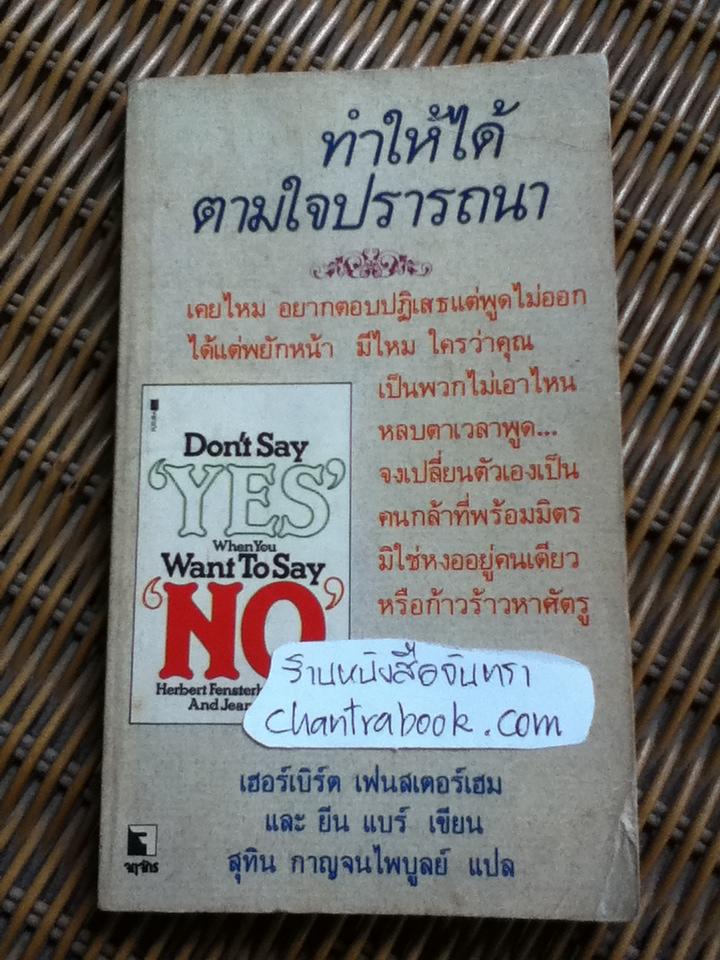 ทำให้ได้
ตามใจปรารถนา
เคยไหม อยากตอบปฏิเสธแต่พูดไม่ออก
ได้แต่พยักหน้า มีไหม ใครว่าคุณ
เป็นพวกไม่เอาไหน
หลบตาเวลาพูด...
จงเปลี่ยนตัวเองเป็น
คนกล้าที่พร้อมมิตร
มิใช่หงออยู่คนเดียว
หรือก้าวร้าวหาศัตรู
Don't Say
'YES'
When You
Want To Say
'NO'
Herbert
And Jean
ร้านหนังสือจันทรา
chantrabook.com
เฮอร์เบิร์ต เฟนสเตอร์เฮม
และ ยีน แบร์ เขียน
สุทิน กาญจนไพบูลย์ แปล